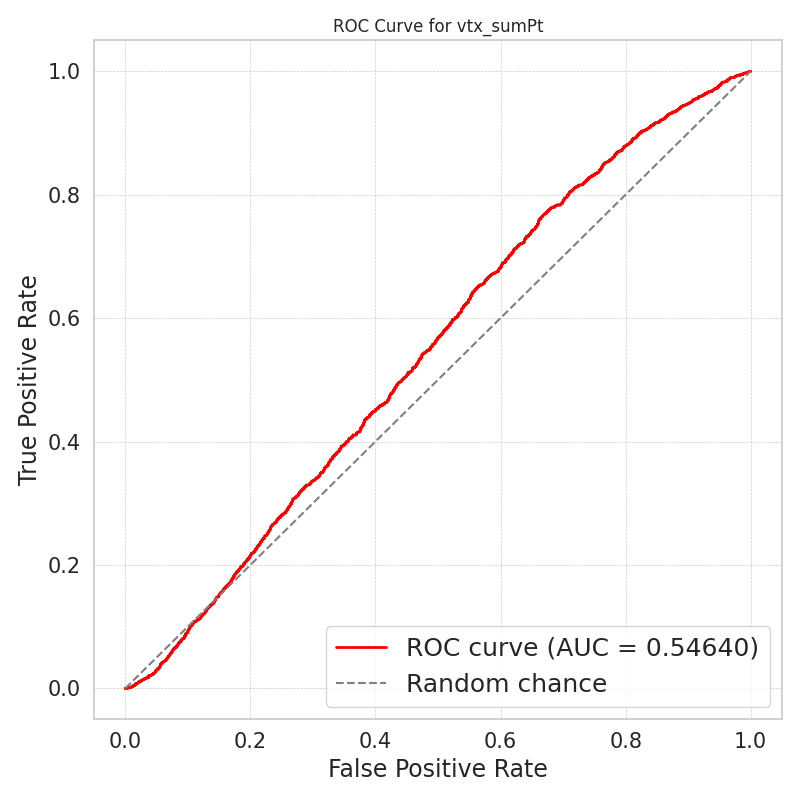 ROC Curve for vtx_sumPt
1.0
0.8
0.6
0.4
0.2
0.0
True Positive Rate
ROC curve (AUC = 0.54640)
Random chance
0.0 0.2 0.4 0.6 0.8 1.0
False Positive Rate